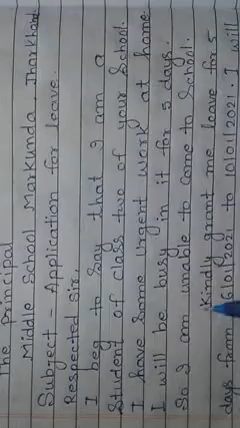 The Principal
Middle School Markunda, Jharkhand
Subject - Application for leave.
Respected sir,
I beg to say that I am a
student of class two of your School.
I have some urgent work at home
I will be busy in it for 5 days.
So I am unable to come to School.
Kindly grant me leave for 5
days from 6/01/2021 to 10/01/2021. I will